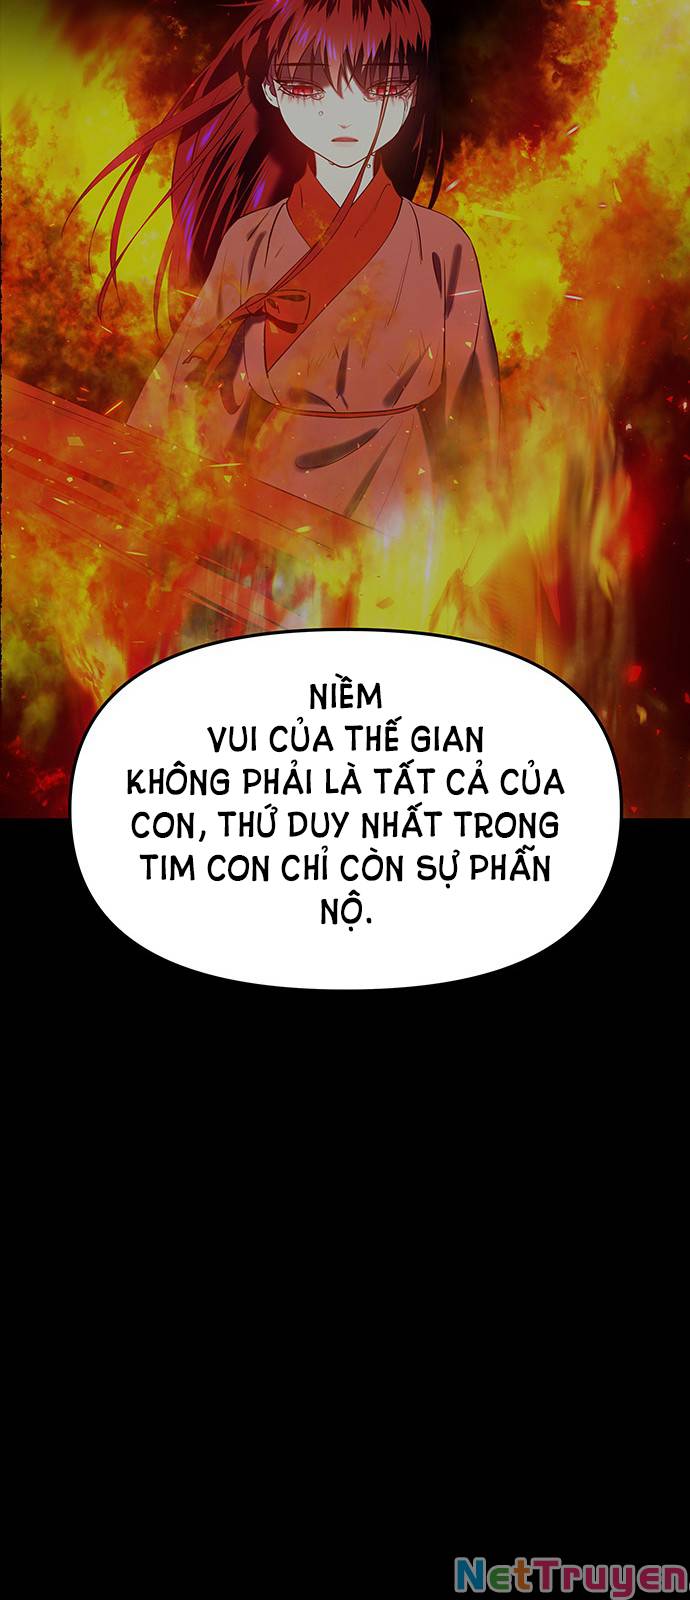 NIỀM
VUI CỦA THẾ GIAN
KHÔNG PHẢI LÀ TẤT CẢ CỦA
CON, THỨ DUY NHẤT TRONG
TIM CON CHỈ CÒN SỰ PHẪN
NỘ.
NetTruyen